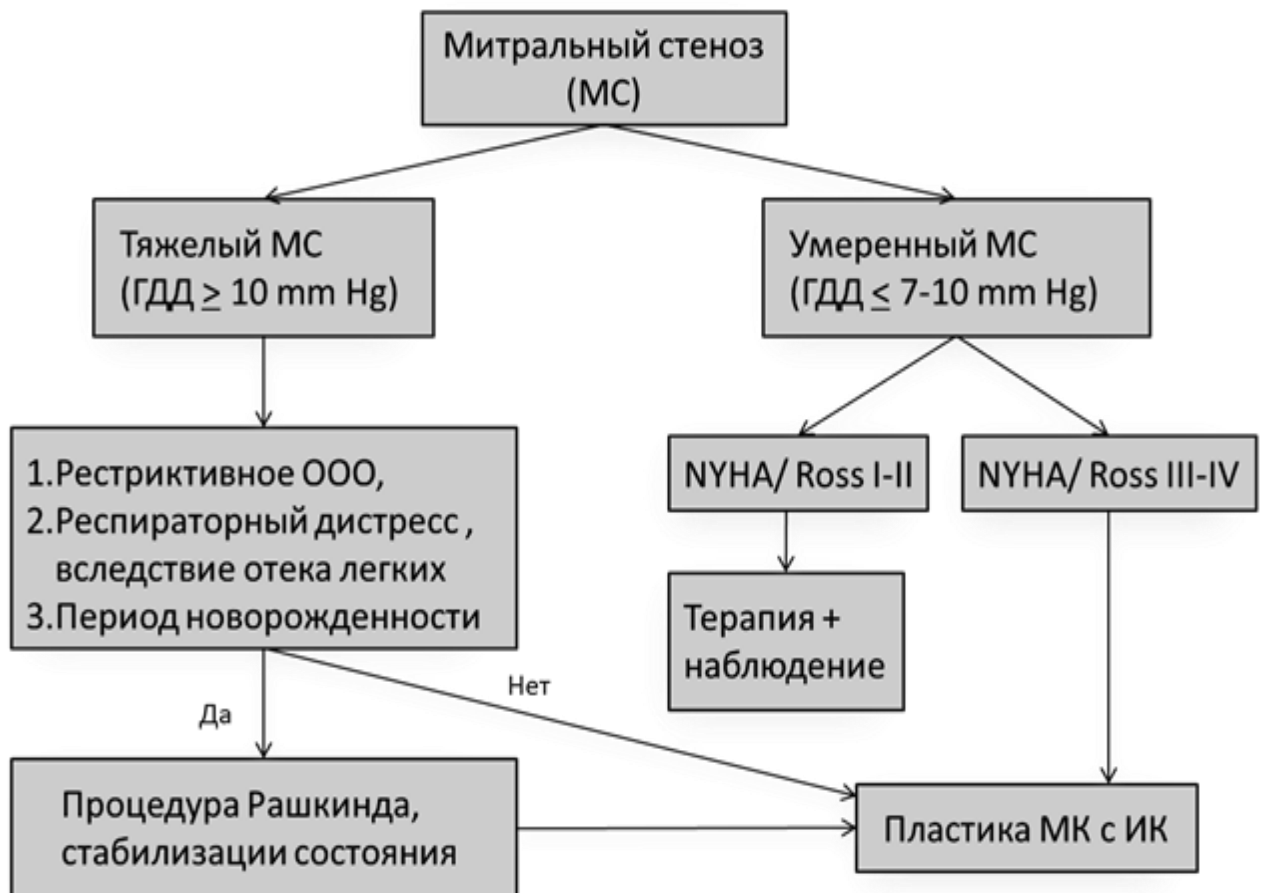 Митральный стеноз
(МС)
Тяжелый МС
(ГДД ≥ 10 mm Hg)
Умеренный МС
(ГДД ≤ 7-10 mm Hg)
1.Рестриктивное ООО,
2.Респираторный дистресс ,
вследствие отека легких
3.Период новорожденности
NYHA/ Ross I-II
NYHA/ Ross III-IV
Терапия +
наблюдение
Да
Нет
Процедура Рашкинда,
стабилизации состояния
Пластика МК с ИК